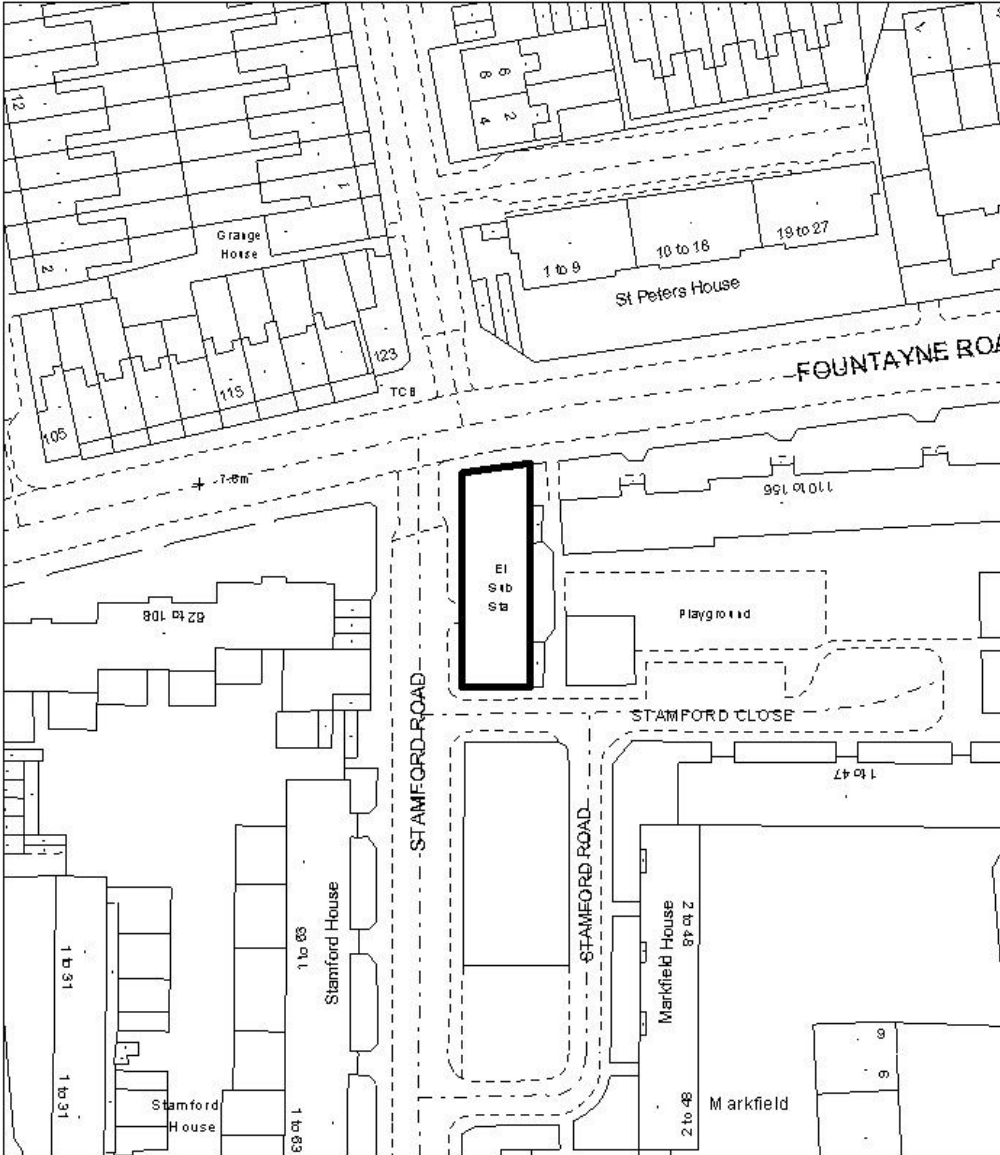 12
8
6
4
2
1
Grange
House
2
1 to 9
10 to 18
19 to 27
St Peters House
FOUNTAYNE ROA
123
TCB
115
105
7.6m
110 to 156
El
Sub
Sta
62 to 108
Playground
STAMFORD CLOSE
STAMFORD ROAD
1 to 47
STAMFORD ROAD
Stamford House
Markfield House
2 to 48
1 to 31
9
6
1 to 31
Stamford
House
1 to 63
2 to 48
Markfield